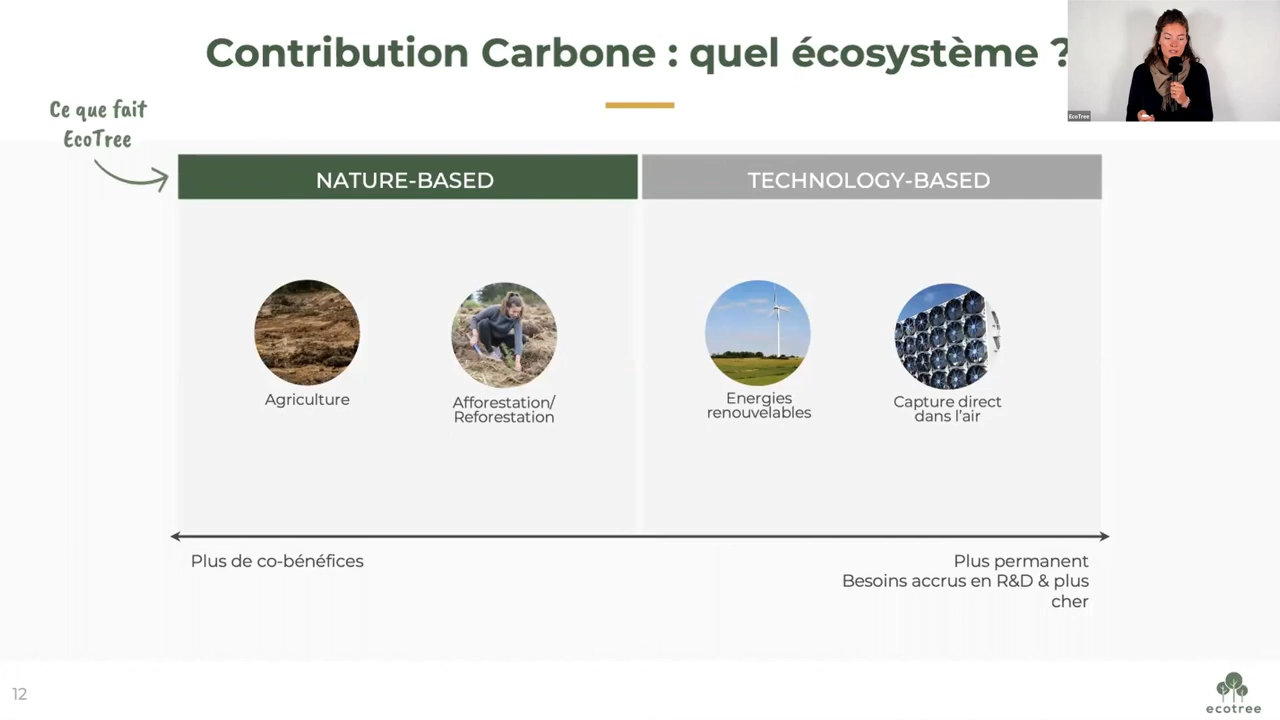 Contribution Carbone : quel écosystème ?
EcoTree
Ce que fait
EcoTree
NATURE-BASED
TECHNOLOGY-BASED
Agriculture
Afforestation/
Reforestation
Energies
renouvelables
Capture direct
dans l'air
Plus de co-bénéfices
Plus permanent
Besoins accrus en R&D & plus
cher
12
ecotree